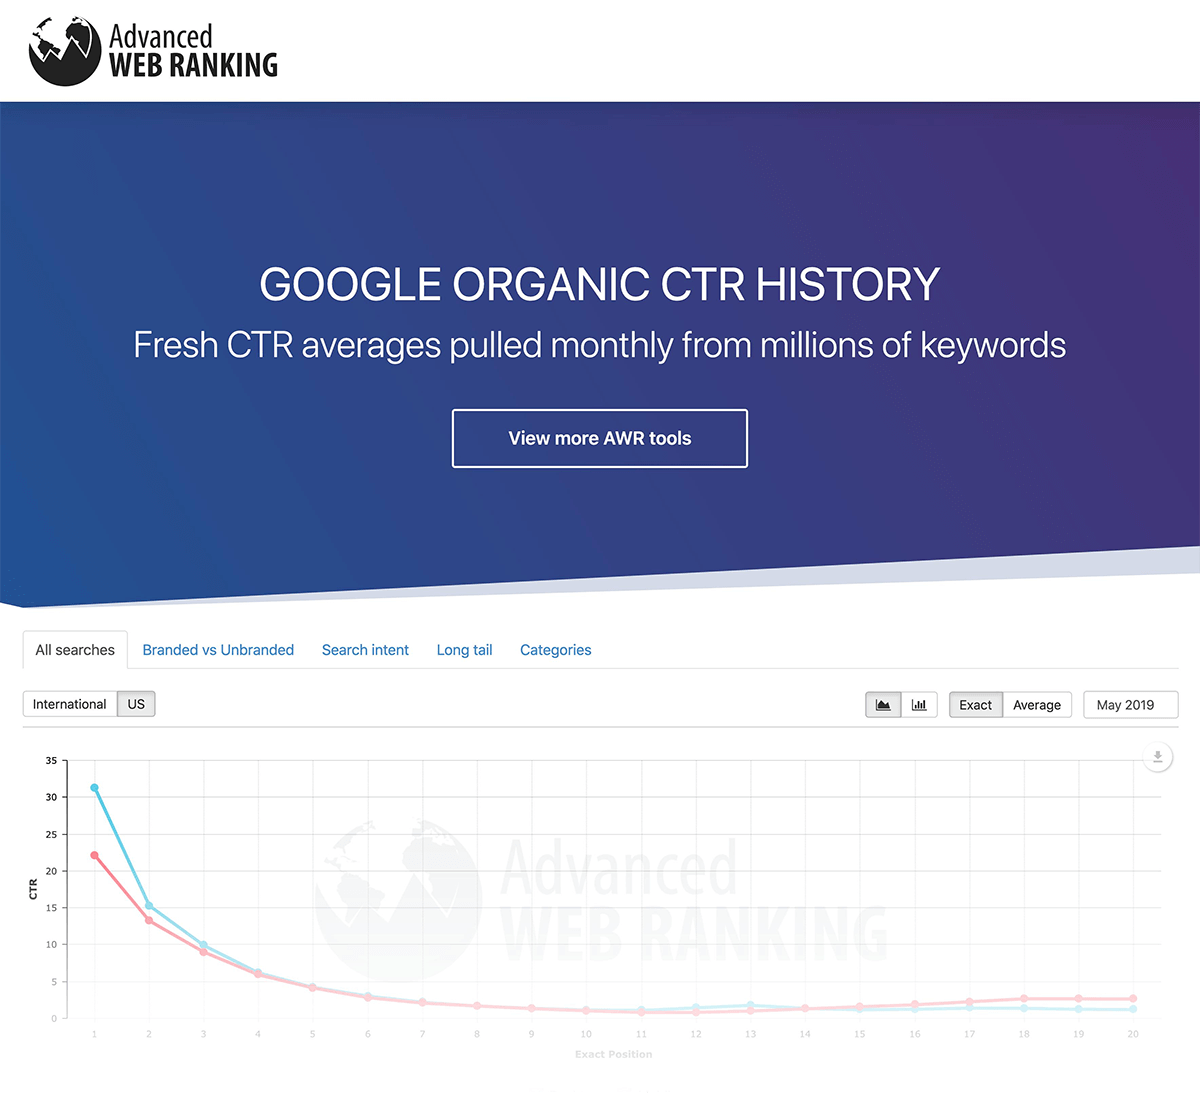 Advanced
WEB RANKING
GOOGLE ORGANIC CTR HISTORY
Fresh CTR averages pulled monthly from millions of keywords
View more AWR tools
All searches Branded vs Unbranded Search intent Long tail Categories
International US Exact Average May 2019
35
30
25
20
15
10
5
0
CTR
Advanced
WEB RANKING
1 2 3 4 5 6 7 8 9 10 11 12 13 14 15 16 17 18 19 20
Exact Position